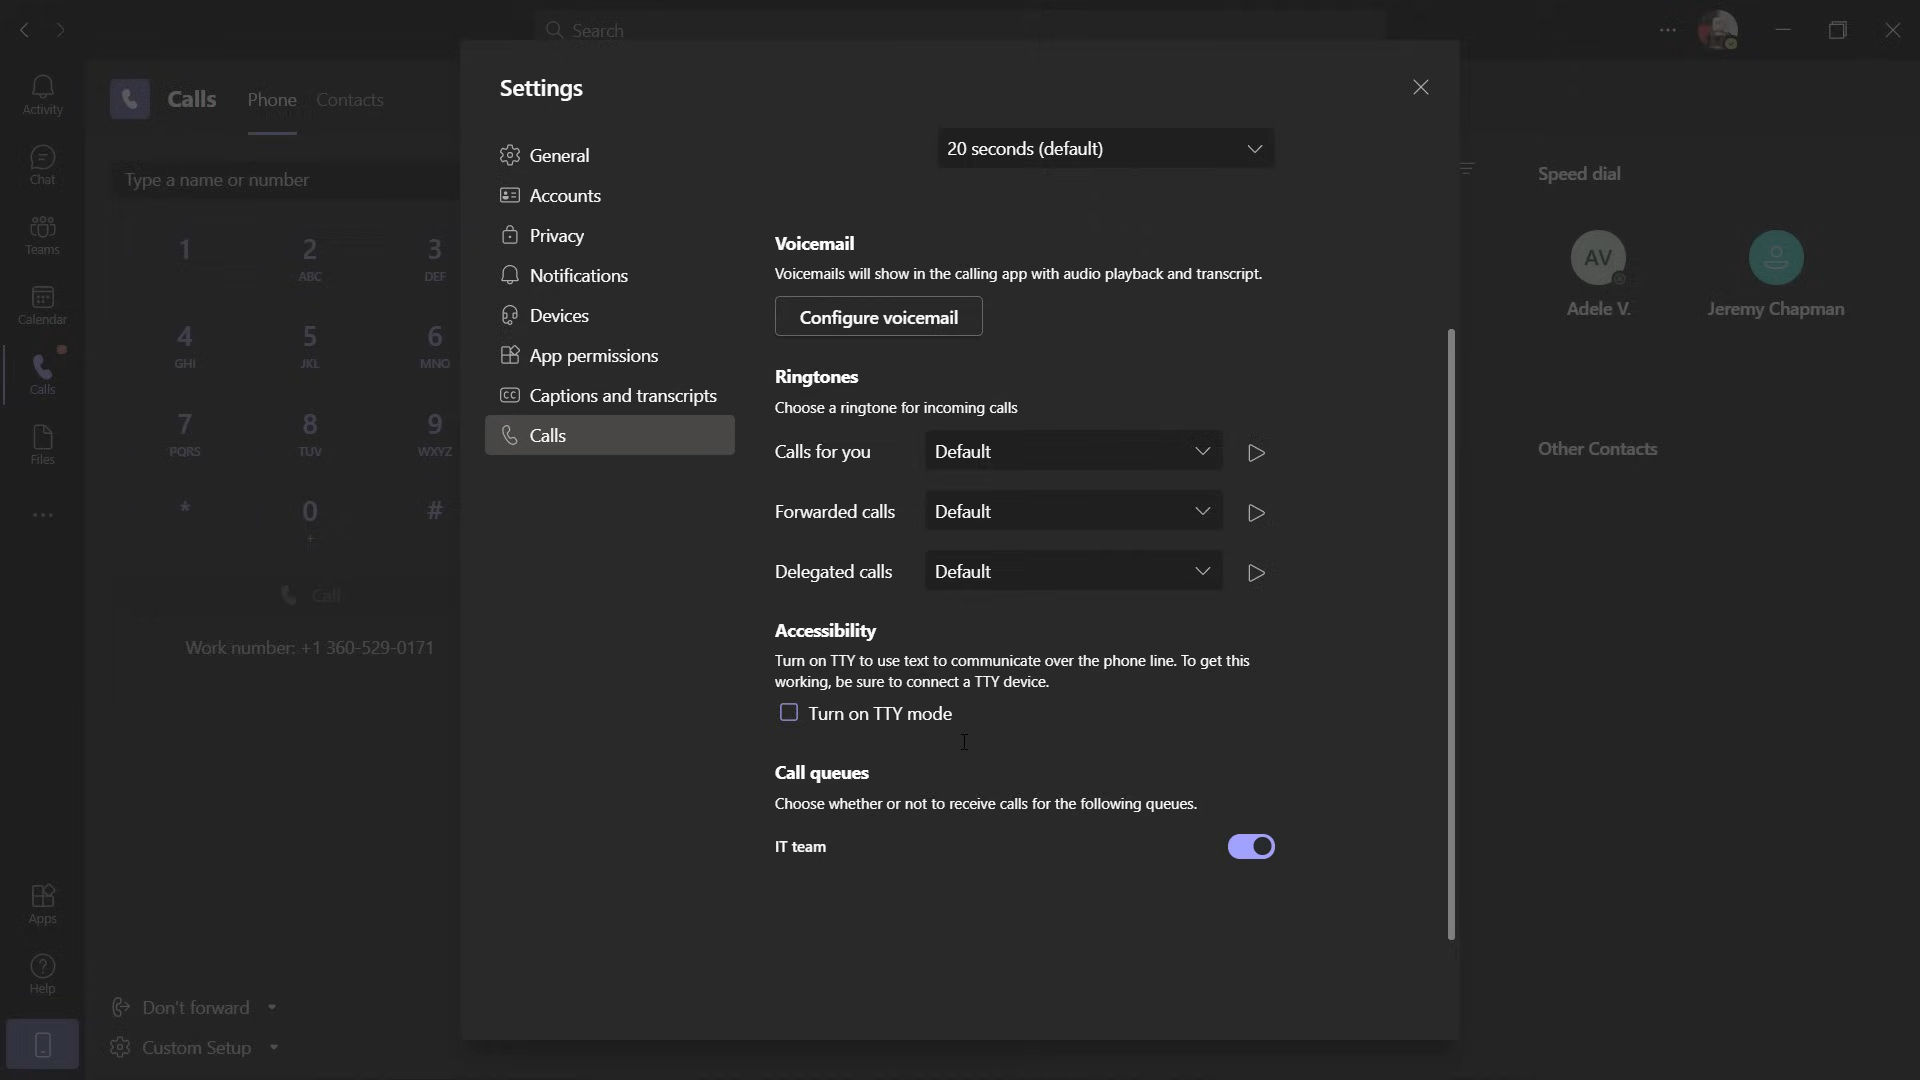 Search
Activity
Chat
Teams
Calendar
Calls
Files
Apps
Help
Calls
Phone
Contacts
Type a name or number
1
2
ABC
3
DEF
4
GHI
5
JKL
6
MNO
7
PQRS
8
TUV
9
WXYZ
*
0
+
#
Call
Work number: +1 360-529-0171
Don't forward
Custom Setup
Settings
General
Accounts
Privacy
Notifications
Devices
App permissions
CC Captions and transcripts
Calls
20 seconds (default)
Voicemail
Voicemails will show in the calling app with audio playback and transcript.
Configure voicemail
Ringtones
Choose a ringtone for incoming calls
Calls for you
Default
Forwarded calls
Default
Delegated calls
Default
Accessibility
Turn on TTY to use text to communicate over the phone line. To get this
working, be sure to connect a TTY device.
Turn on TTY mode
Call queues
Choose whether or not to receive calls for the following queues.
IT team
Speed dial
AV
Adele V.
Jeremy Chapman
Other Contacts